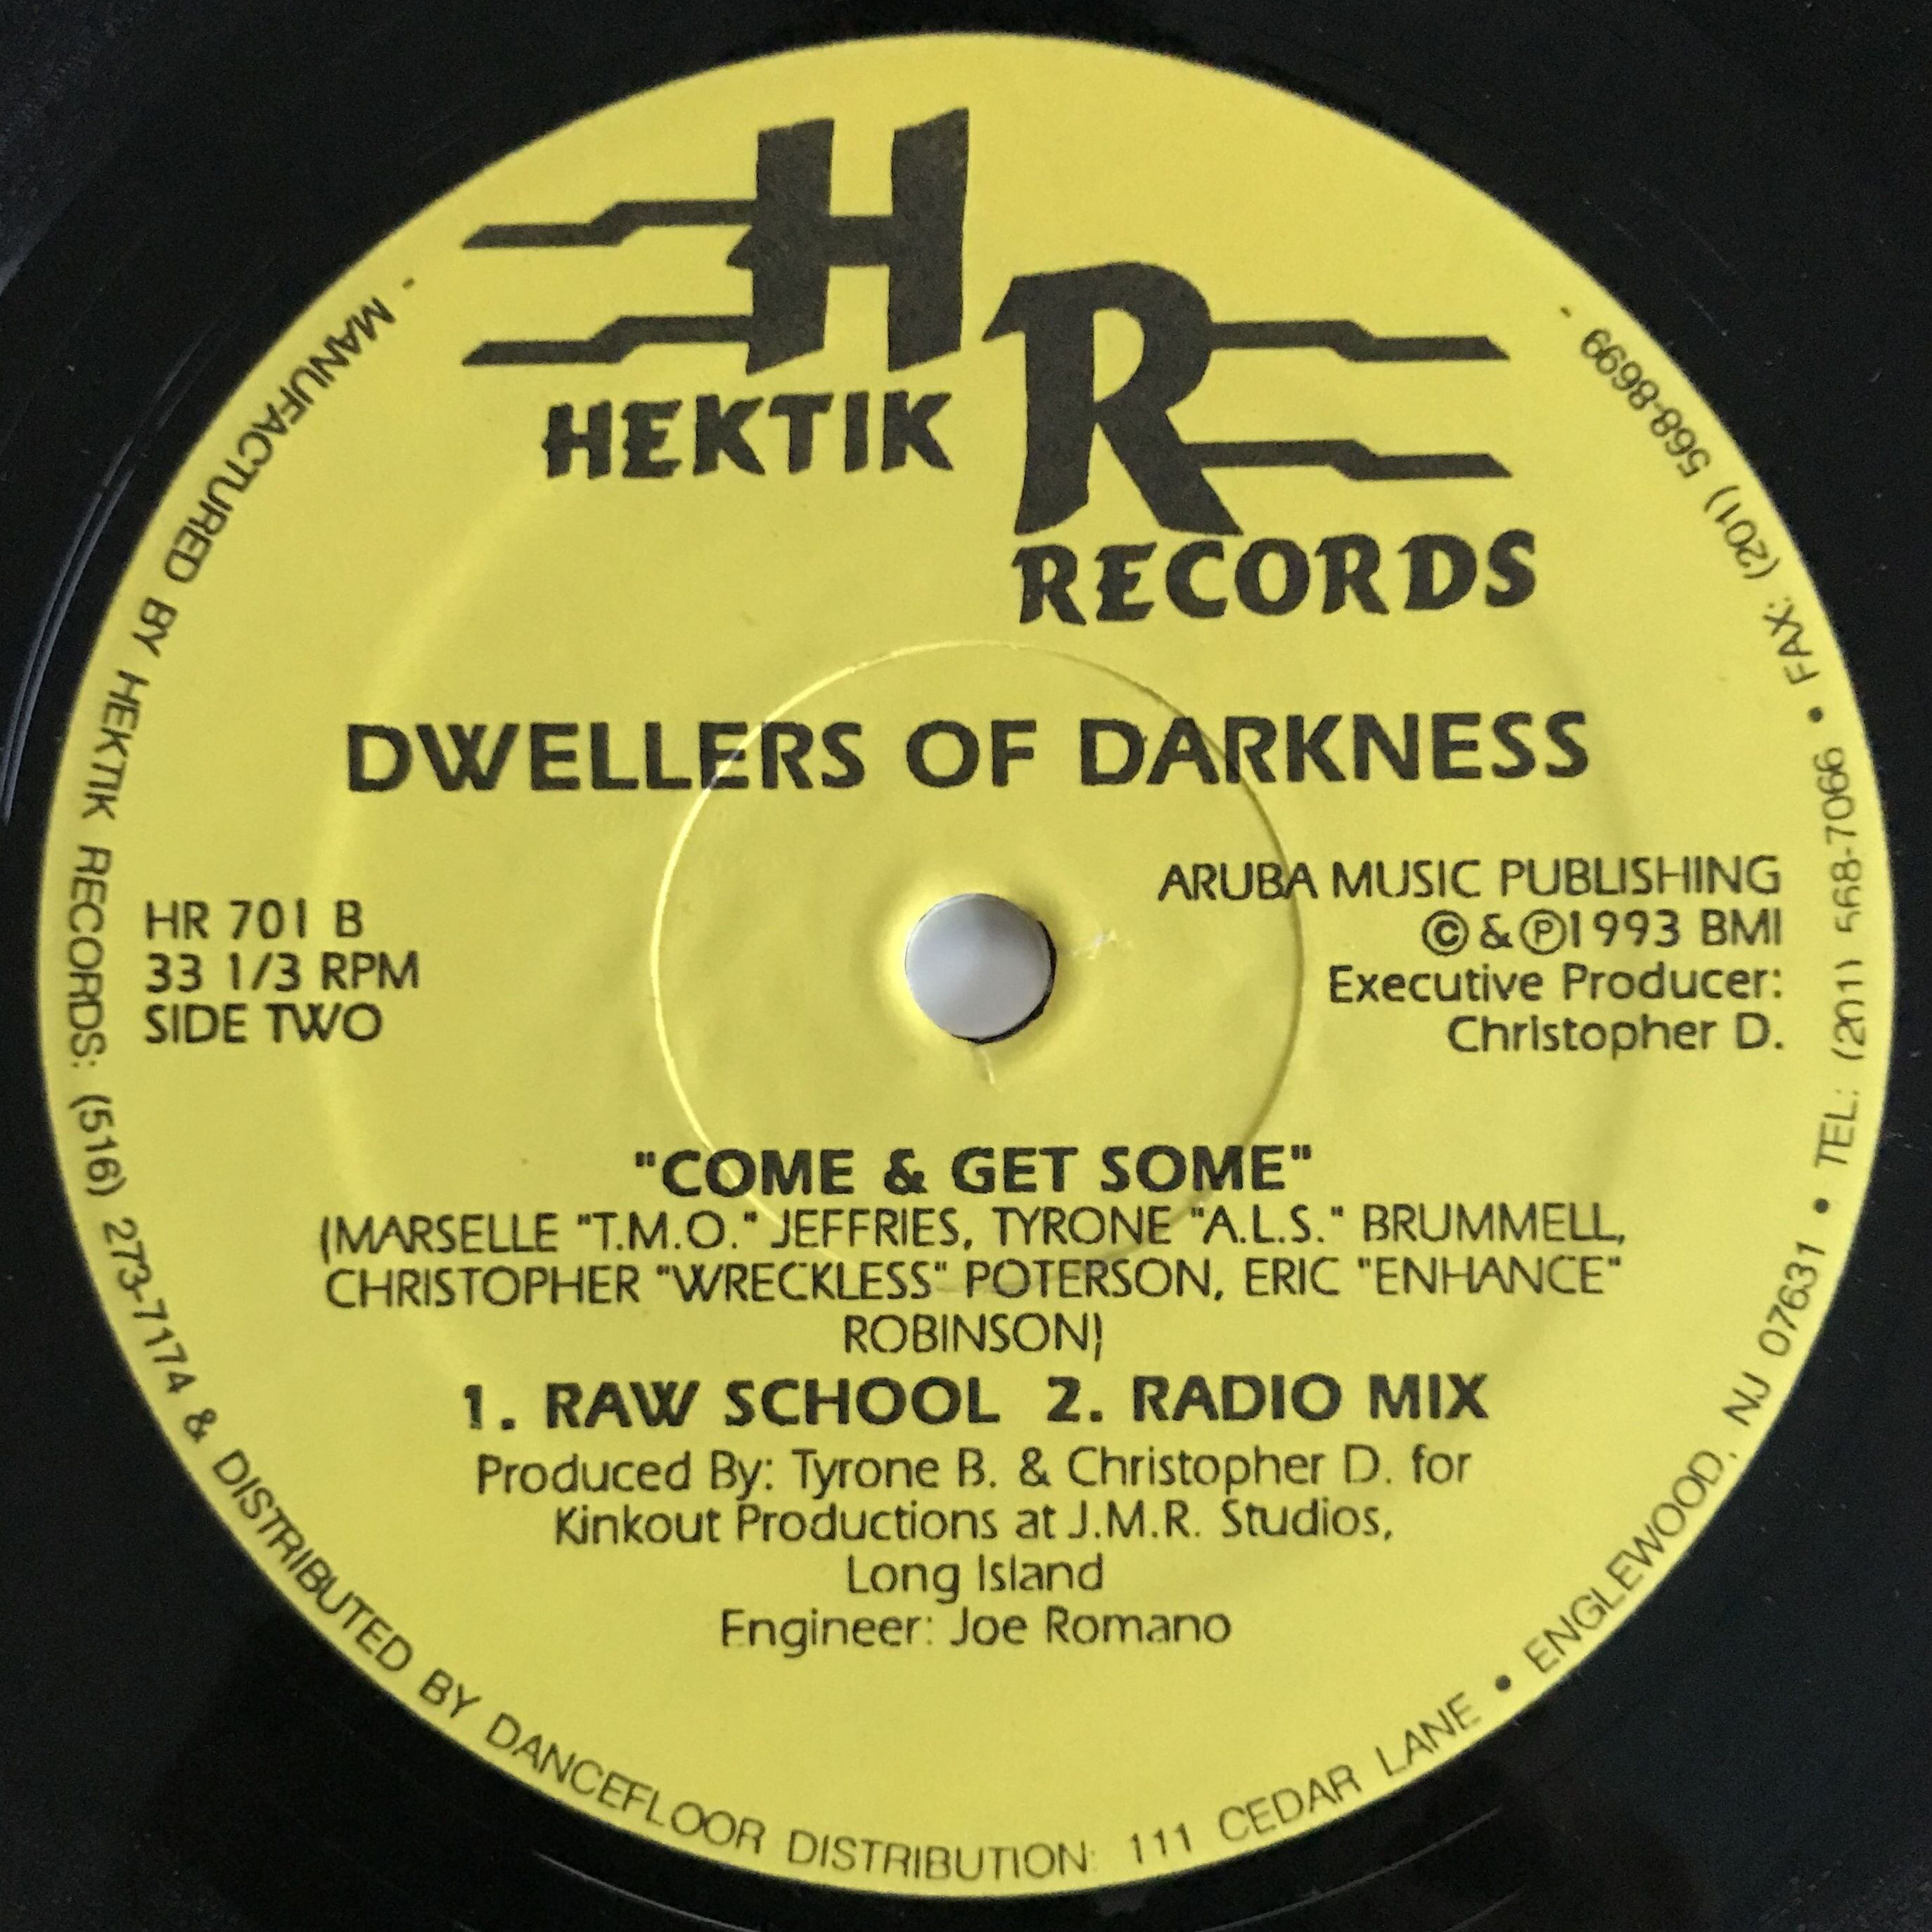 H
R
HEKTIK
RECORDS
DWELLERS OF DARKNESS
HR 701 B
33 1/3 RPM
SIDE TWO
ARUBA MUSIC PUBLISHING
© & ℗1993 BMI
Executive Producer:
Christopher D.
"COME & GET SOME"
(MARSELLE "T.M.O." JEFFRIES, TYRONE "A.L.S." BRUMMELL,
CHRISTOPHER "WRECKLESS" POTERSON, ERIC "ENHANCE"
ROBINSON)
1. RAW SCHOOL 2. RADIO MIX
Produced By: Tyrone B. & Christopher D. for
Kinkout Productions at J.M.R. Studios,
Long Island
Engineer: Joe Romano
- MANUFACTURED BY HEKTIK RECORDS: (516) 273-7174 & DISTRIBUTED BY DANCEFLOOR DISTRIBUTION: 111 CEDAR LANE • ENGLEWOOD, NJ 07631 • TEL: (201) 568-7066 • FAX: (201) 568-8699 -